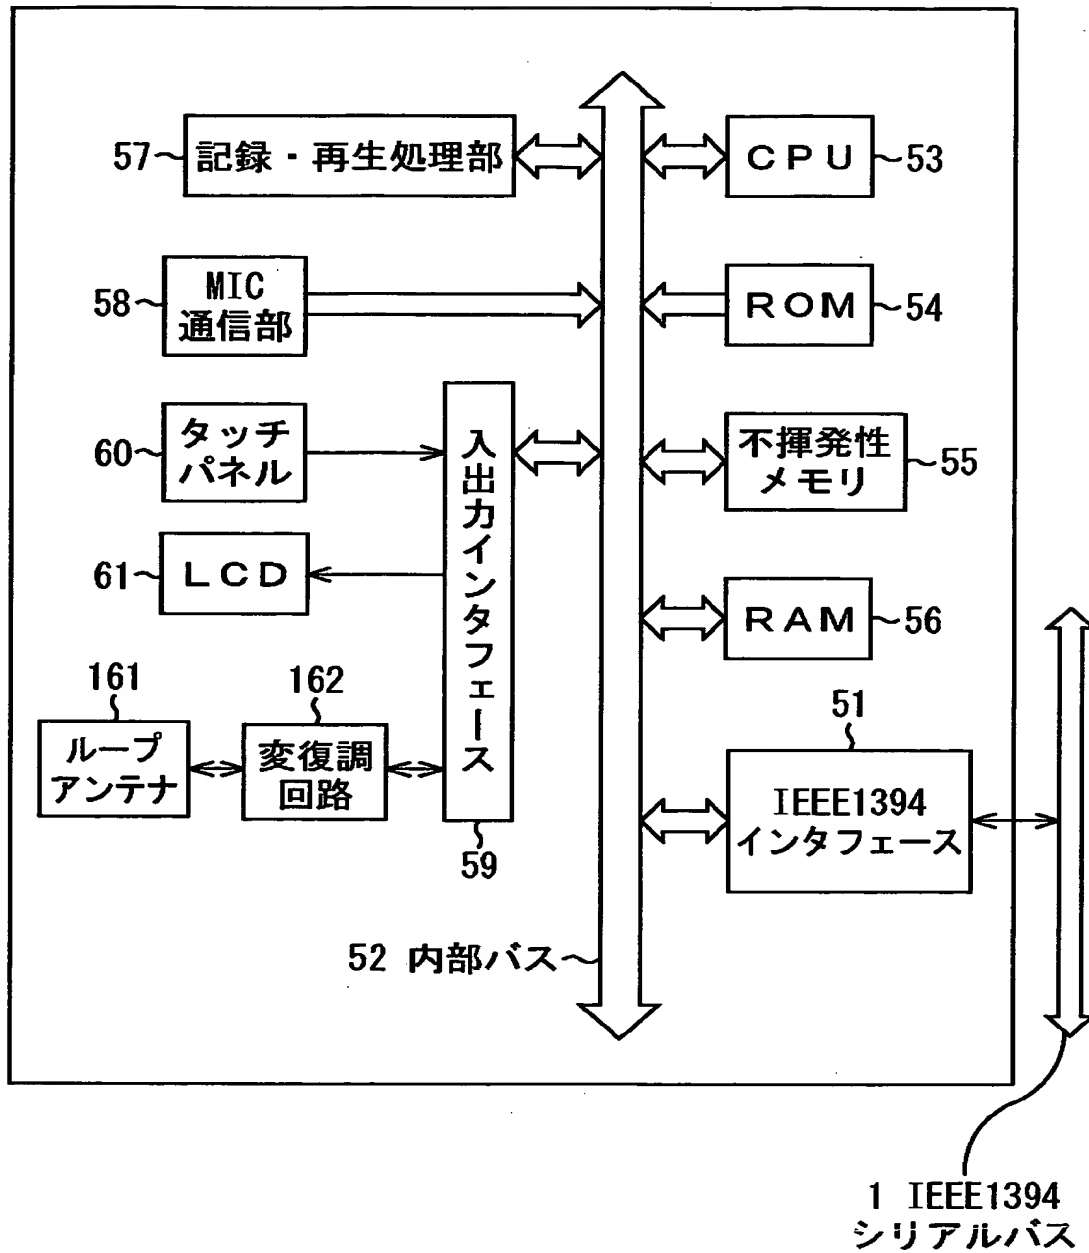 57
記録・再生処理部
CPU
53
58
MIC
通信部
ROM
54
60
タッチ
パネル
入出力インタフェース
不揮発性
メモリ
55
61
LCD
RAM
56
161
162
51
ループ
アンテナ
変復調
回路
IEEE1394
インタフェース
59
52 内部バス
1 IEEE1394
シリアルバス